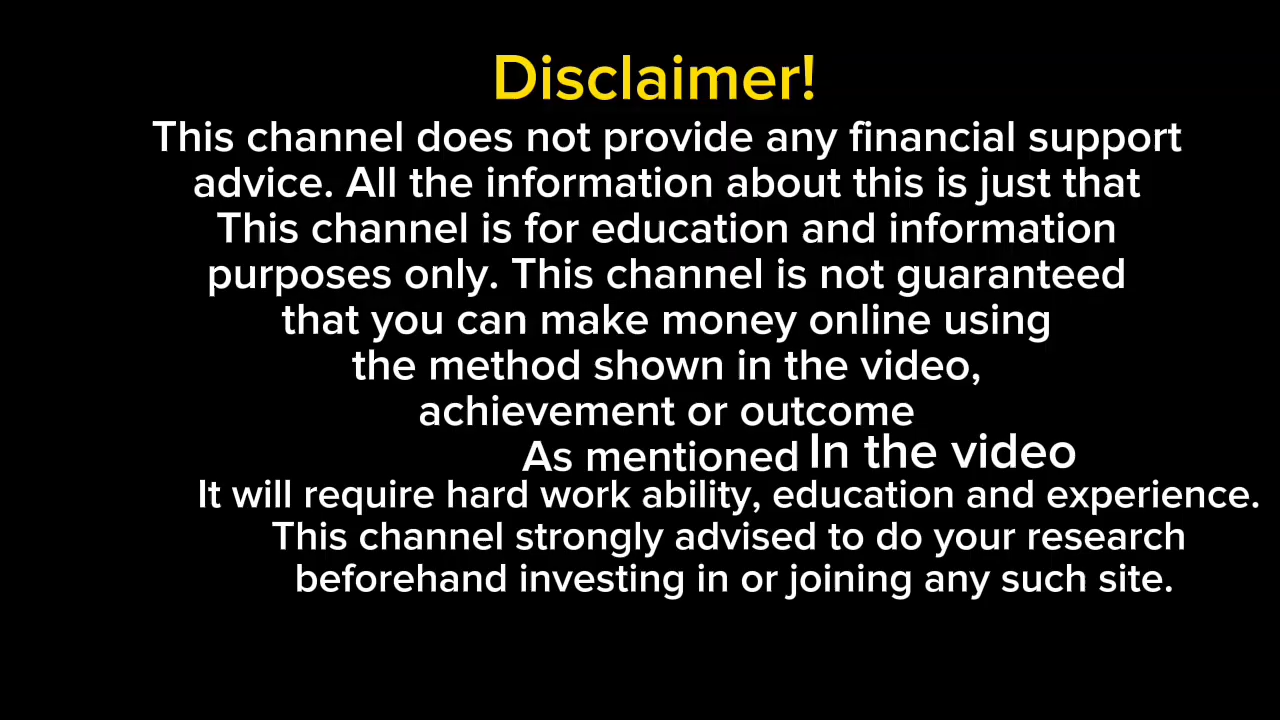 Disclaimer!
This channel does not provide any financial support
advice. All the information about this is just that
This channel is for education and information
purposes only. This channel is not guaranteed
that you can make money online using
the method shown in the video,
achievement or outcome
As mentioned In the video
It will require hard work ability, education and experience.
This channel strongly advised to do your research
beforehand investing in or joining any such site.